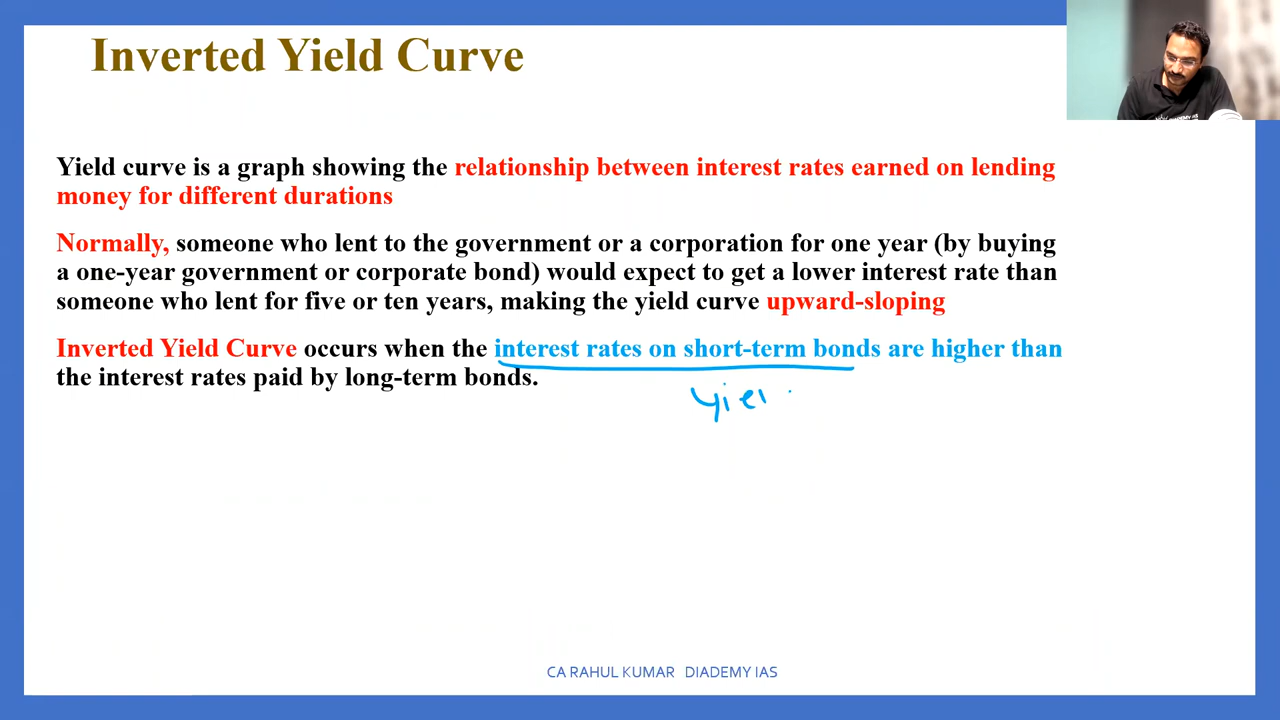 Inverted Yield Curve
Yield curve is a graph showing the relationship between interest rates earned on lending
money for different durations
Normally, someone who lent to the government or a corporation for one year (by buying
a one-year government or corporate bond) would expect to get a lower interest rate than
someone who lent for five or ten years, making the yield curve upward-sloping
Inverted Yield Curve occurs when the interest rates on short-term bonds are higher than
the interest rates paid by long-term bonds.
Yiel
CA RAHUL KUMAR DIADEMY IAS